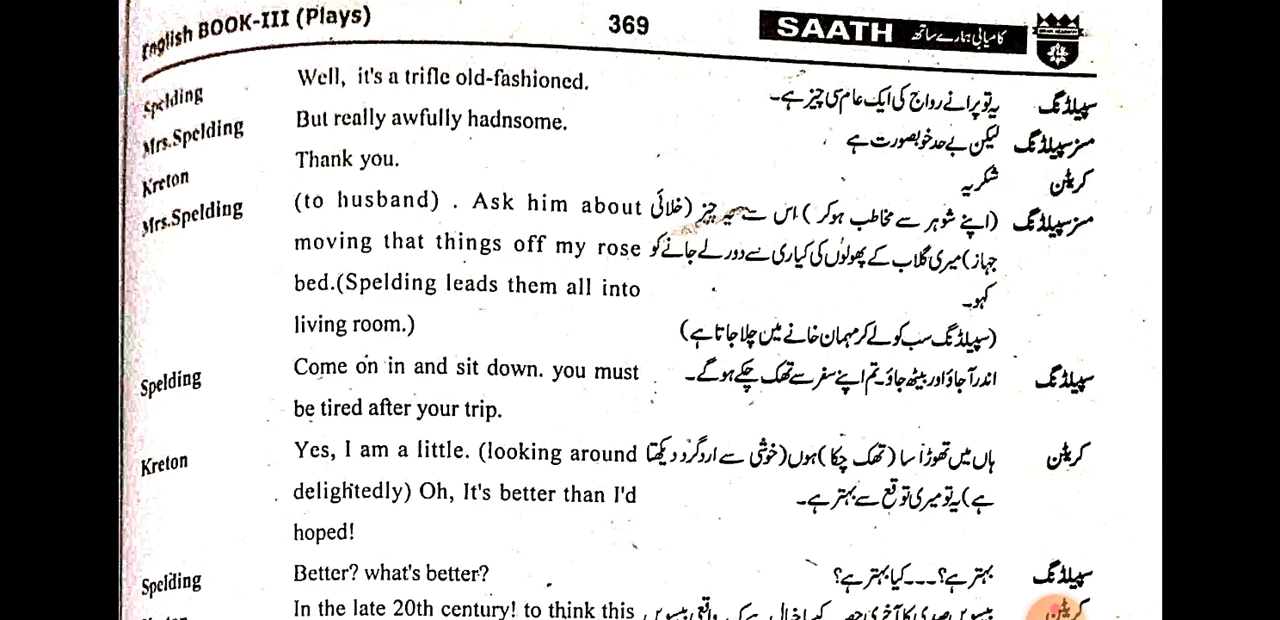 English BOOK-III (Plays) 369 SAATH کامیابی ہمارے ساتھ
Spelding Well, it's a trifle old-fashioned. یہ تو پرانے رواج کی ایک عام سی چیز ہے۔ سپیلڈنگ
Mrs.Spelding But really awfully hadnsome. لیکن بے حد خوبصورت ہے مسز سپیلڈنگ
Kreton Thank you. شکریہ کریٹن
Mrs.Spelding (to husband) . Ask him about (اپنے شوہر سے مخاطب ہو کر) اس سے چیز (خلائی مسز سپیلڈنگ
moving that things off my rose جہاز) میری گلاب کے پھولوں کی کیاری سے دور لے جانے کو
bed.(Spelding leads them all into کہو۔
living room.) (سپیلڈنگ سب کو لے کر مہمان خانے میں چلا جاتا ہے)
Spelding Come on in and sit down. you must اندر آ جاؤ اور بیٹھ جاؤ۔ تم اپنے سفر سے تھک چکے ہو گے۔ سپیلڈنگ
be tired after your trip.
Kreton Yes, I am a little. (looking around ہاں میں تھوڑا سا (تھک چکا) ہوں (خوشی سے ارد گرد دیکھتا کریٹن
delightedly) Oh, It's better than I'd ہے) یہ تو میری توقع سے بہتر ہے۔
hoped!
Spelding Better? what's better? بہتر ہے؟---کیا بہتر ہے؟ سپیلڈنگ
In the late 20th century! to think this بیسویں صدی کا آخری کریٹن